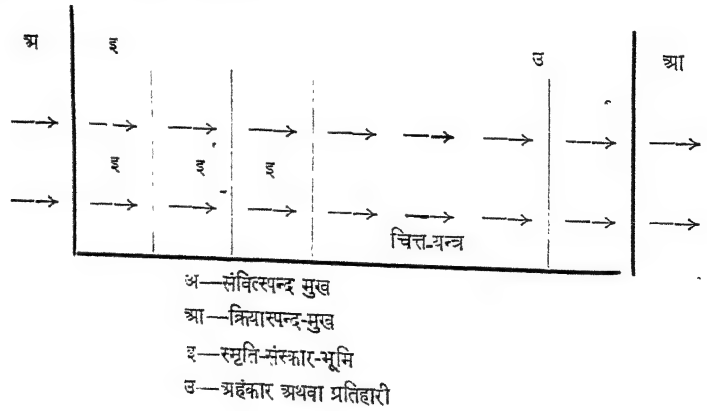 अ इ उ आ
इ इ इ
चित्त-यन्त्र
अ—संवित्स्पन्द मुख
आ—क्रियास्पन्द-मुख
इ—स्मृति-संस्कार-भूमि
उ—अहंकार अथवा प्रतिहारी